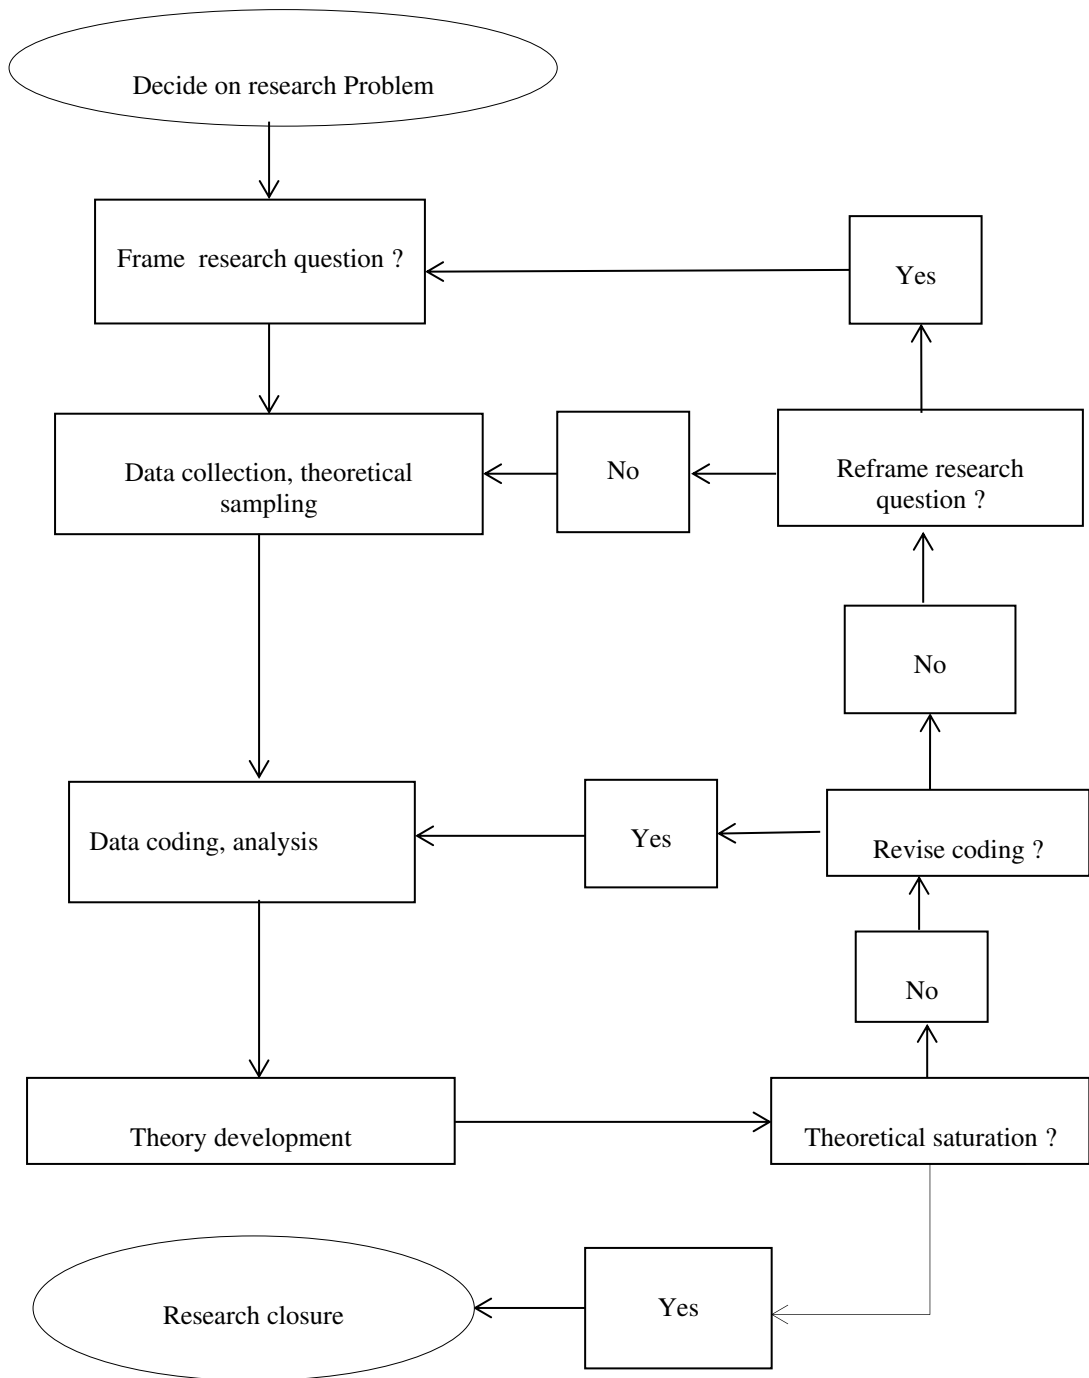 Decide on research Problem
Frame  research question ?
Yes
Data collection, theoretical
sampling
No
Reframe research
question ?
No
Data coding, analysis
Yes
Revise coding ?
No
Theory development
Theoretical saturation ?
Research closure
Yes